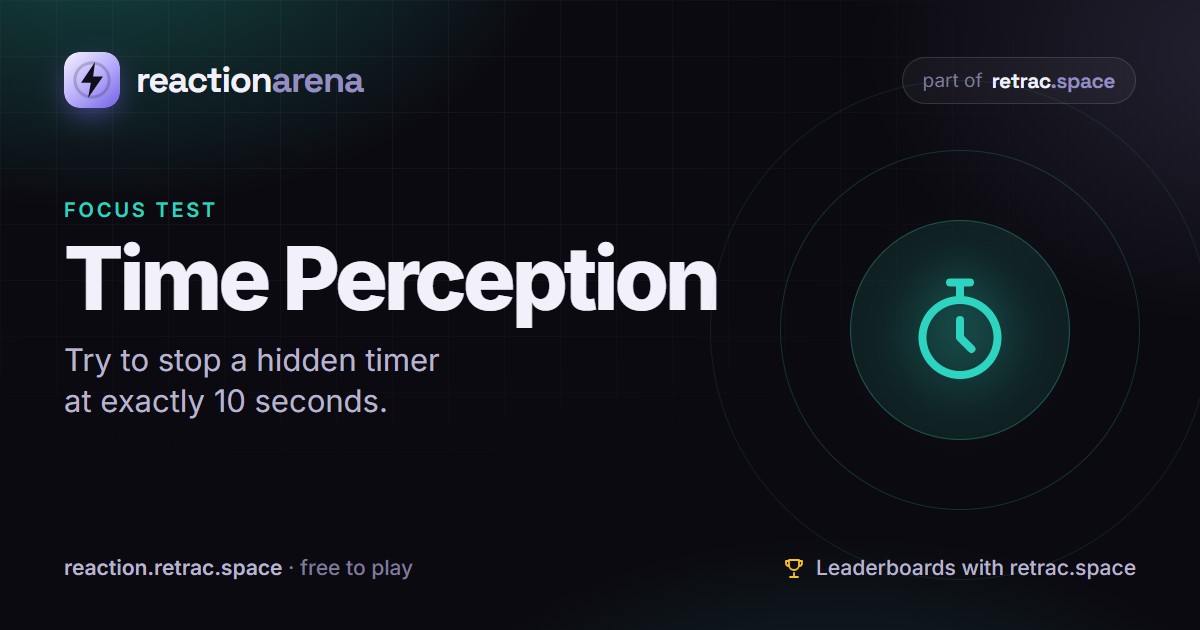 reactionarena
part of retrac.space
FOCUS TEST
Time Perception
Try to stop a hidden timer
at exactly 10 seconds.
reaction.retrac.space · free to play
Leaderboards with retrac.space